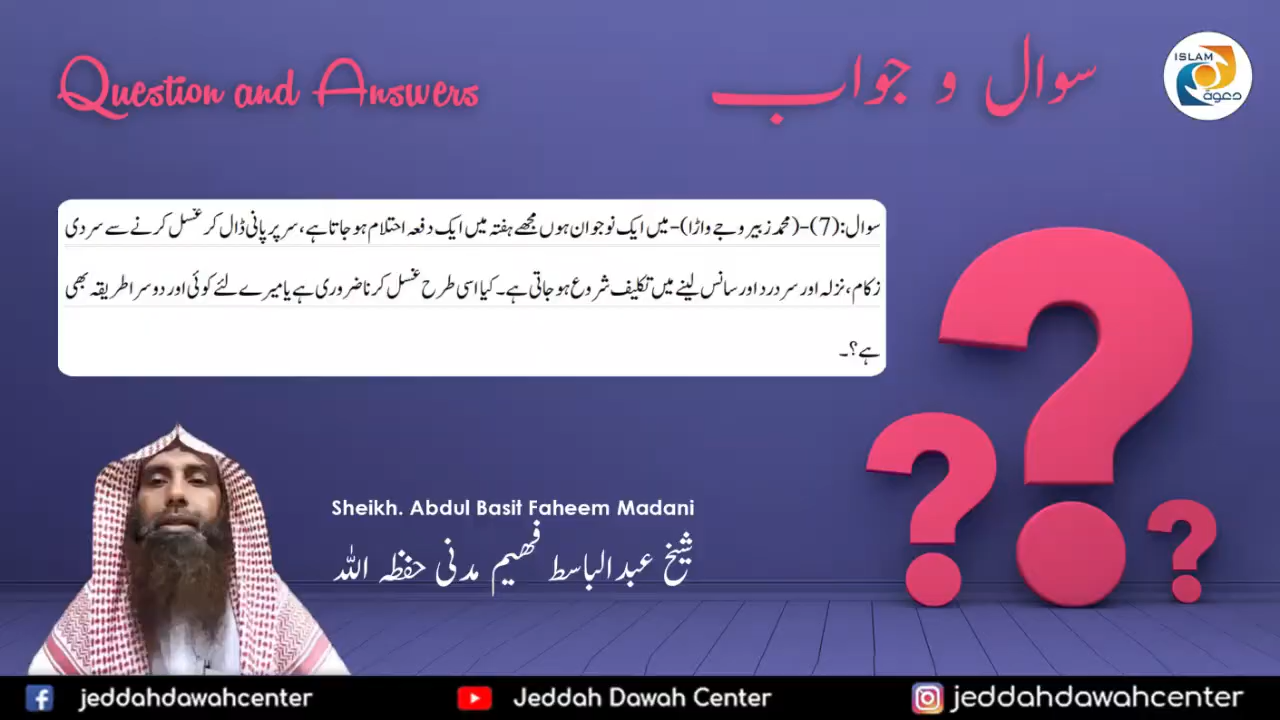 Question and Answers
سوال و جواب
ISLAM
دعوة
سوال:(7)-(محمد زبیر وجے واڑا)-میں ایک نوجوان ہوں مجھے ہفتہ میں ایک دفعہ احتلام ہو جاتا ہے، سر پر پانی ڈال کر غسل کرنے سے سردی
زکام، نزلہ اور سر درد اور سانس لینے میں تکلیف شروع ہو جاتی ہے۔ کیا اسی طرح غسل کرنا ضروری ہے یا میرے لئے کوئی اور دوسرا طریقہ بھی
ہے؟۔
Sheikh. Abdul Basit Faheem Madani
شیخ عبدالباسط فھیم مدنی حفظہ اللہ
jeddahdawahcenter
Jeddah Dawah Center
jeddahdawahcenter